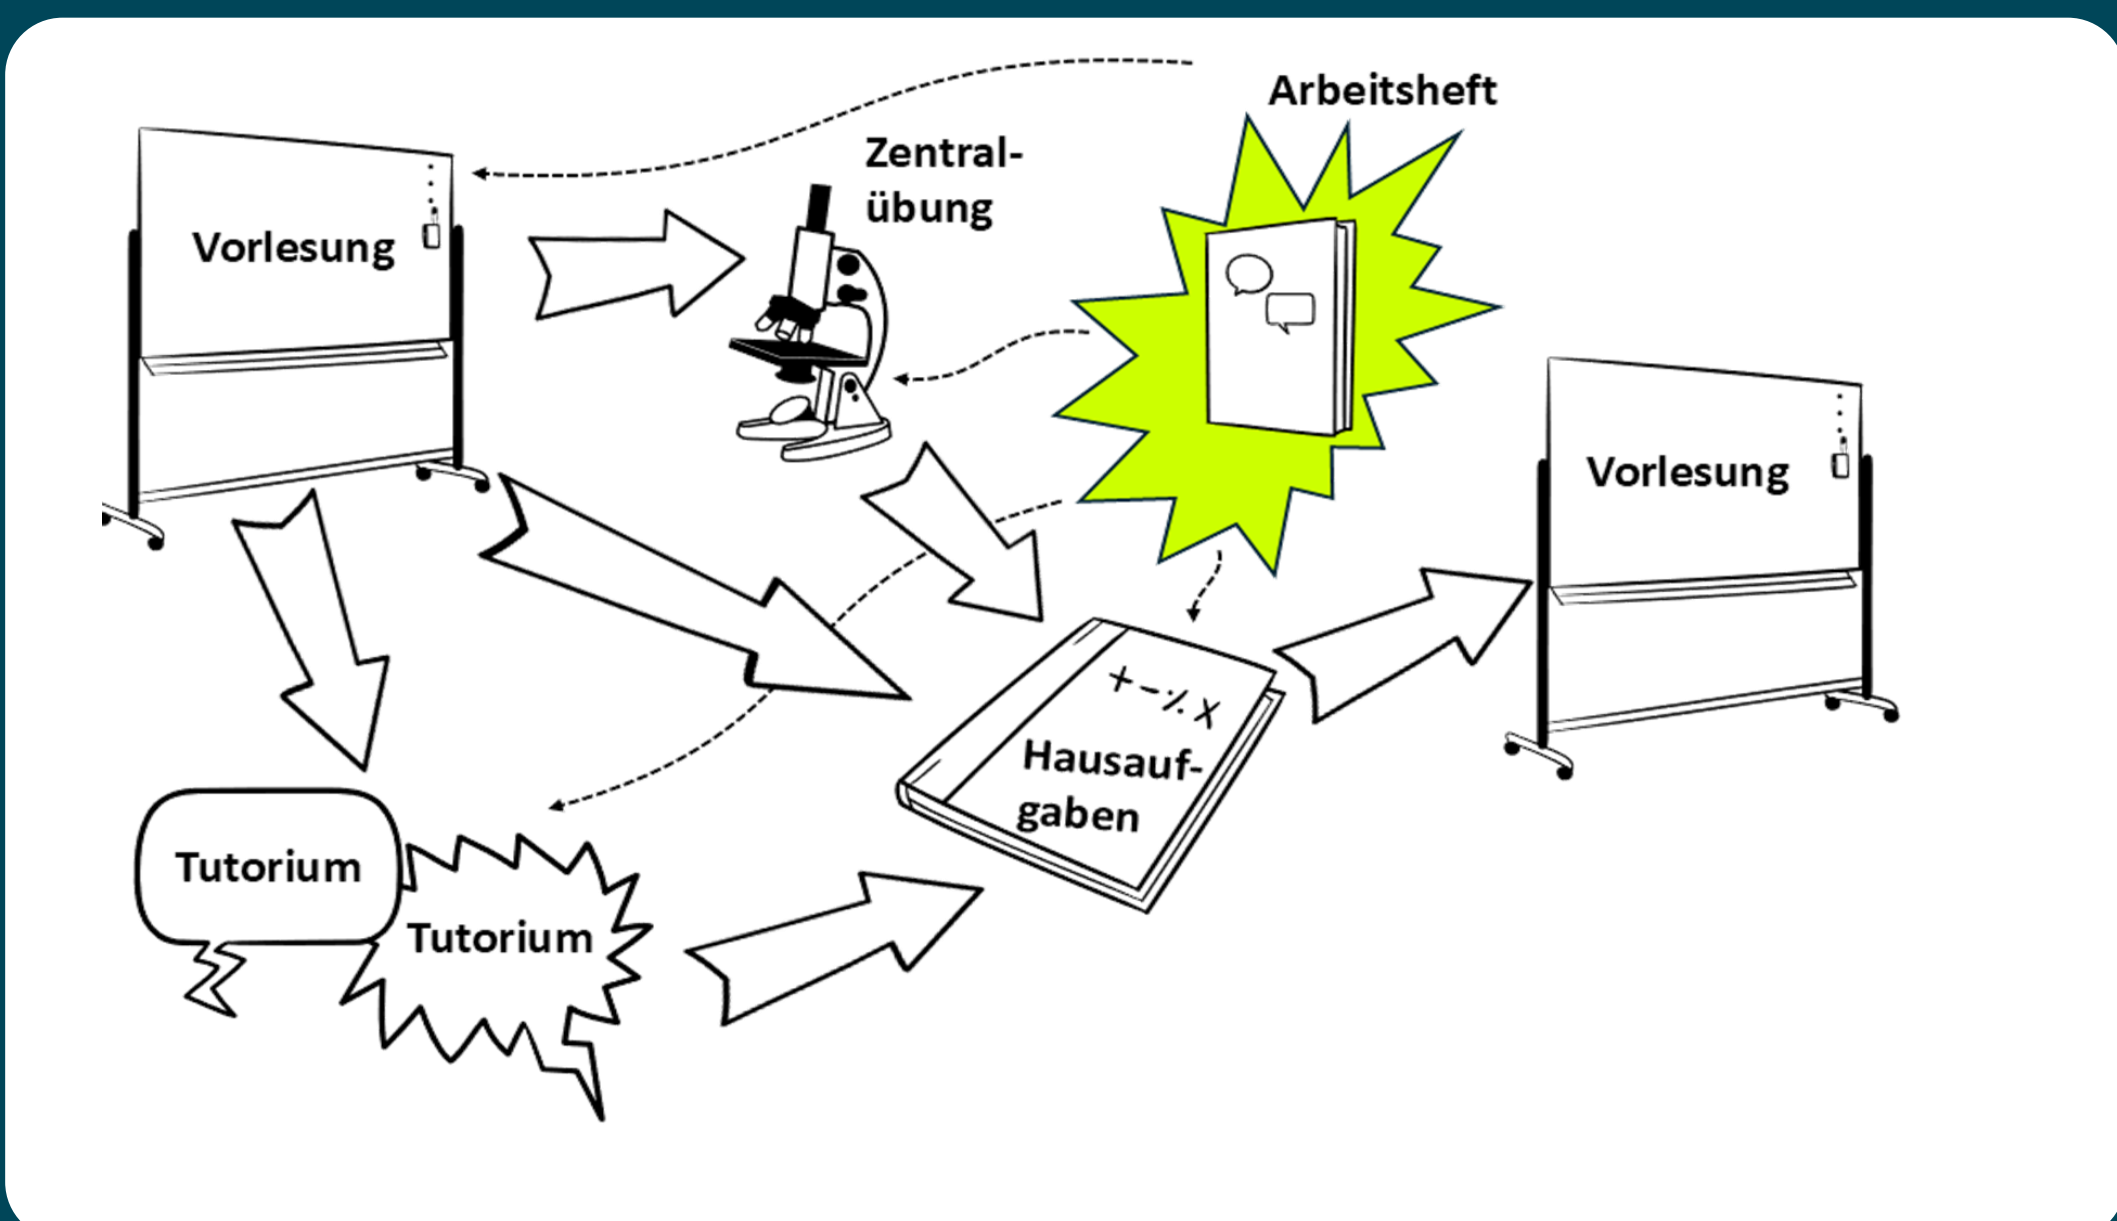 Arbeitsheft
Zentral-
übung
Vorlesung
Vorlesung
+ - ٪ x
Hausauf-
gaben
Tutorium
Tutorium